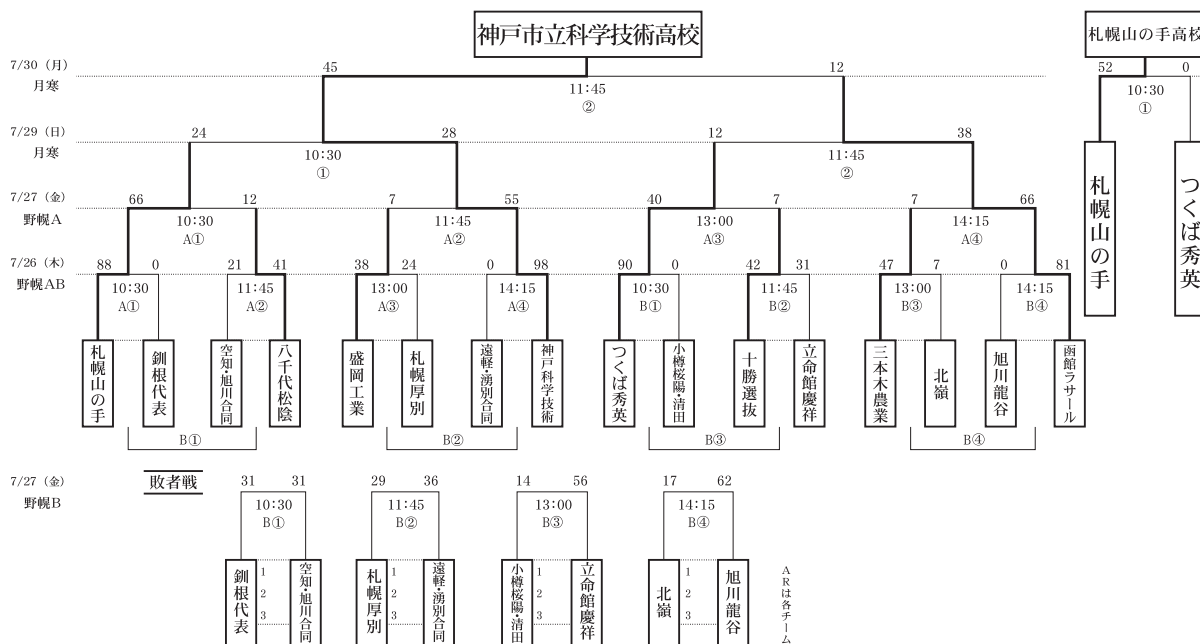 神戸市立科学技術高校
札幌山の手高校
7/30（月）
月寒
45
12
11:45
②
52
0
10:30
①
7/29（日）
月寒
24
28
12
38
10:30
①
11:45
②
札幌山の手
つくば秀英
7/27（金）
野幌A
66
12
7
55
40
7
7
66
10:30
A①
11:45
A②
13:00
A③
14:15
A④
7/26（木）
野幌AB
88
0
21
41
38
24
0
98
90
0
42
31
47
7
0
81
10:30
A①
11:45
A②
13:00
A③
14:15
A④
10:30
B①
11:45
B②
13:00
B③
14:15
B④
札幌山の手
釧根代表
空知・旭川合同
八千代松陰
盛岡工業
札幌厚別
遠軽・湧別合同
神戸科学技術
つくば秀英
小樽桜陽・清田
十勝選抜
立命館慶祥
三本木農業
北嶺
旭川龍谷
函館ラサール
B①
B②
B③
B④
7/27（金）
野幌B
敗者戦
31
31
29
36
14
56
17
62
10:30
B①
11:45
B②
13:00
B③
14:15
B④
釧根代表
1
2
3
空知・旭川合同
札幌厚別
1
2
3
遠軽・湧別合同
小樽桜陽 清田
1
2
3
立命館慶祥
北嶺
1
2
3
旭川龍谷
ARは各チーム